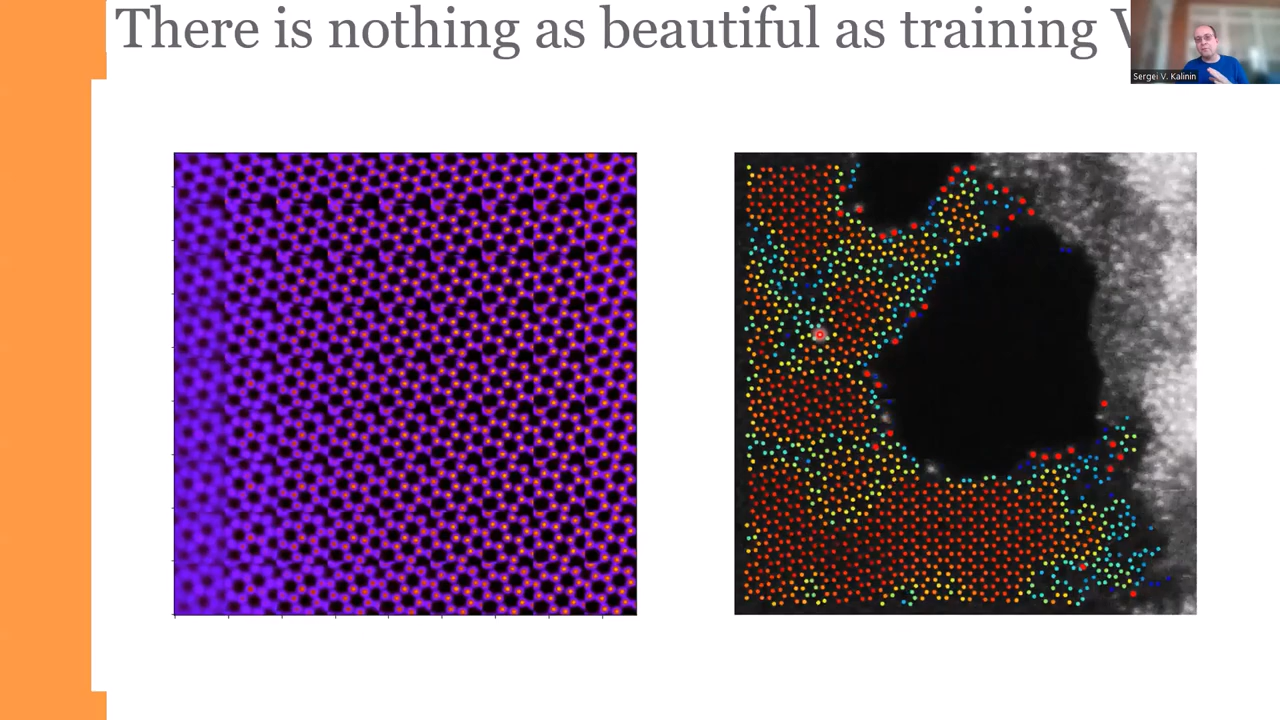 There is nothing as beautiful as training
Sergei V. Kalinin